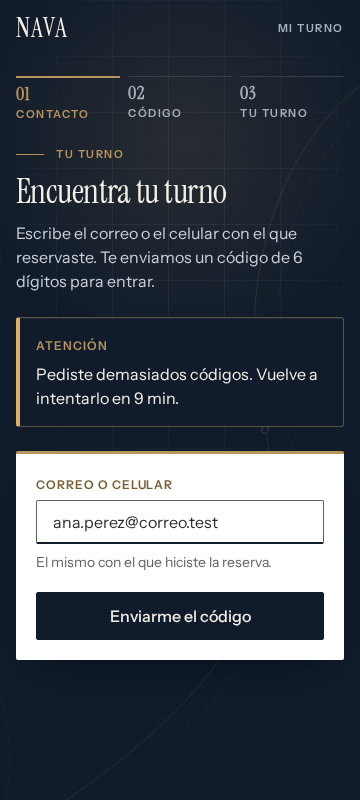 NAVA
MI TURNO
01
CONTACTO
02
CÓDIGO
03
TU TURNO
TU TURNO
Encuentra tu turno
Escribe el correo o el celular con el que
reservaste. Te enviamos un código de 6
dígitos para entrar.
ATENCIÓN
Pediste demasiados códigos. Vuelve a
intentarlo en 9 min.
CORREO O CELULAR
ana.perez@correo.test
El mismo con el que hiciste la reserva.
Enviarme el código